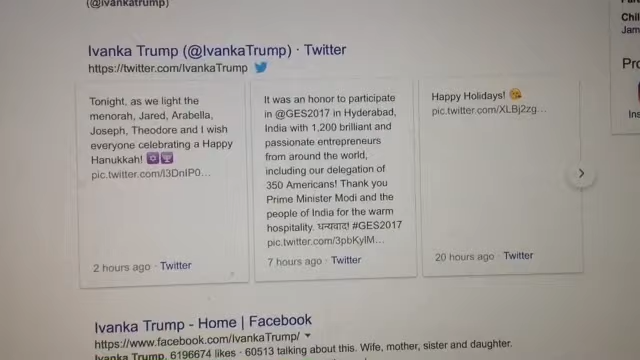 (@ivankatrump)
Ivanka Trump (@IvankaTrump) · Twitter
https://twitter.com/IvankaTrump
Tonight, as we light the
menorah, Jared, Arabella,
Joseph, Theodore and I wish
everyone celebrating a Happy
Hanukkah! 🔯🕎
pic.twitter.com/l3DnIP0...
2 hours ago · Twitter
It was an honor to participate
in @GES2017 in Hyderabad,
India with 1,200 brilliant and
passionate entrepreneurs
from around the world,
including our delegation of
350 Americans! Thank you
Prime Minister Modi and the
people of India for the warm
hospitality. धन्यवाद! #GES2017
pic.twitter.com/3pbKylM...
7 hours ago · Twitter
Happy Holidays! 😘
pic.twitter.com/XLBj2zg...
20 hours ago · Twitter
Ivanka Trump - Home | Facebook
https://www.facebook.com/IvankaTrump/
Ivanka Trump. 6196674 likes · 60513 talking about this. Wife, mother, sister and daughter.
Chil
Jam
Pro
Ins